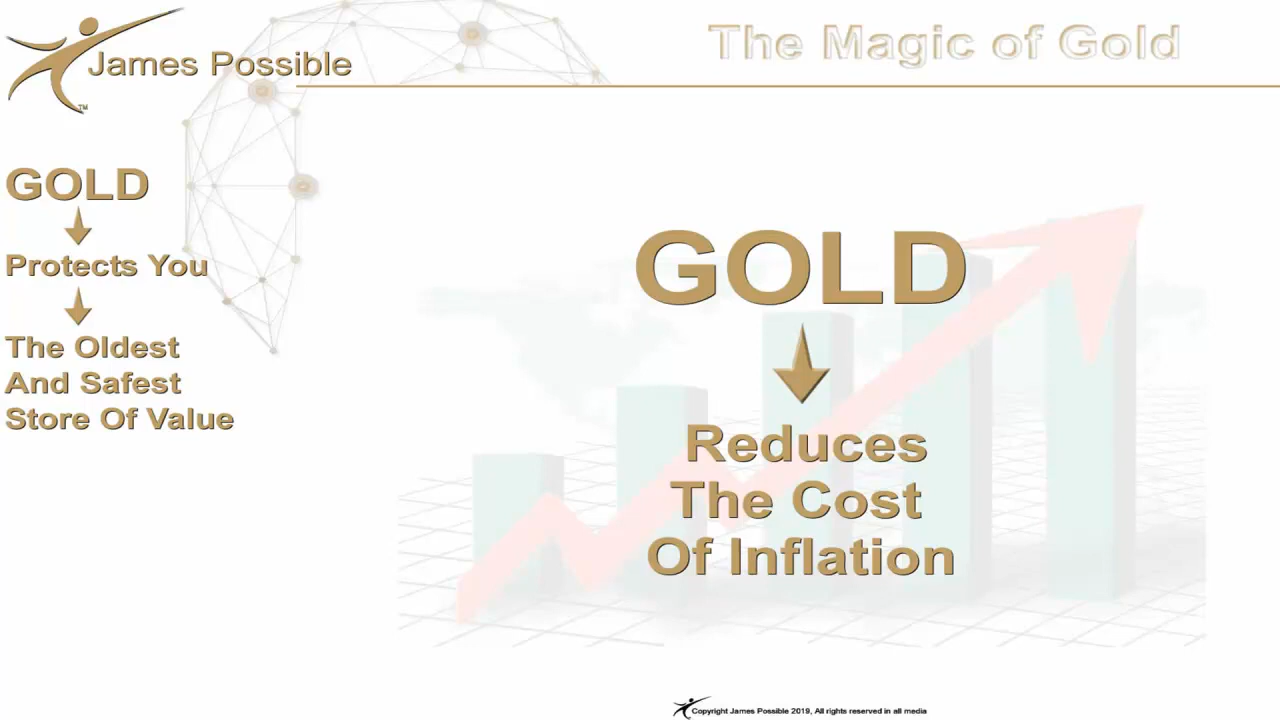 James Possible
TM
The Magic of Gold
GOLD
Protects You
The Oldest
And Safest
Store Of Value
GOLD
Reduces
The Cost
Of Inflation
Copyright James Possible 2019, All rights reserved in all media